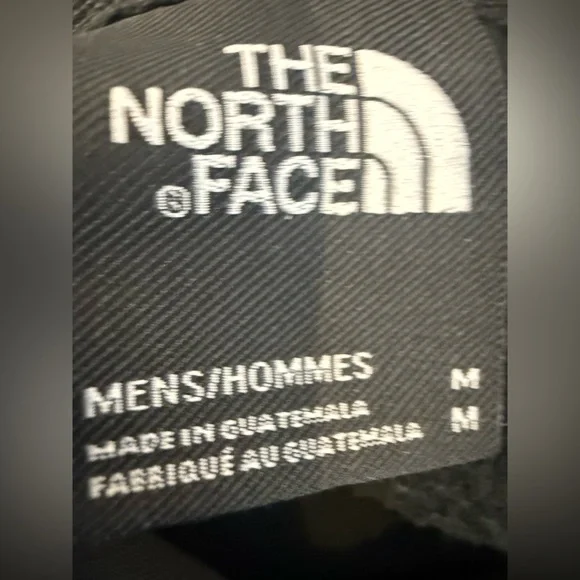 THE
NORTH
®FACE
MENS/HOMMES M
MADE IN GUATEMALA M
FABRIQUÉ AU GUATEMALA